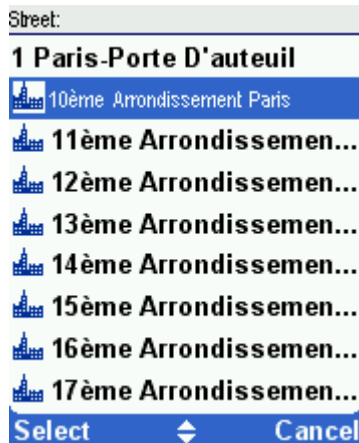 Street:
1 Paris-Porte D'auteuil
10ème Arrondissement Paris
11ème Arrondissemen...
12ème Arrondissemen...
13ème Arrondissemen...
14ème Arrondissemen...
15ème Arrondissemen...
16ème Arrondissemen...
17ème Arrondissemen...
Select Cancel